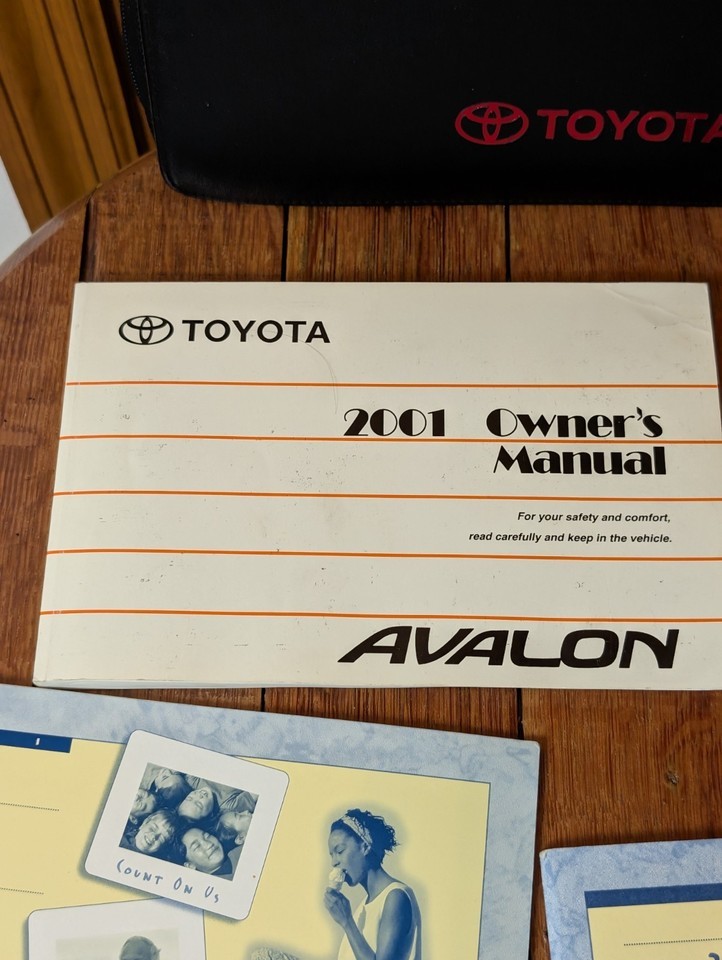 TOYOTA
TOYOTA
2001 Owner's
Manual
For your safety and comfort,
read carefully and keep in the vehicle.
AVALON
COUNT ON US